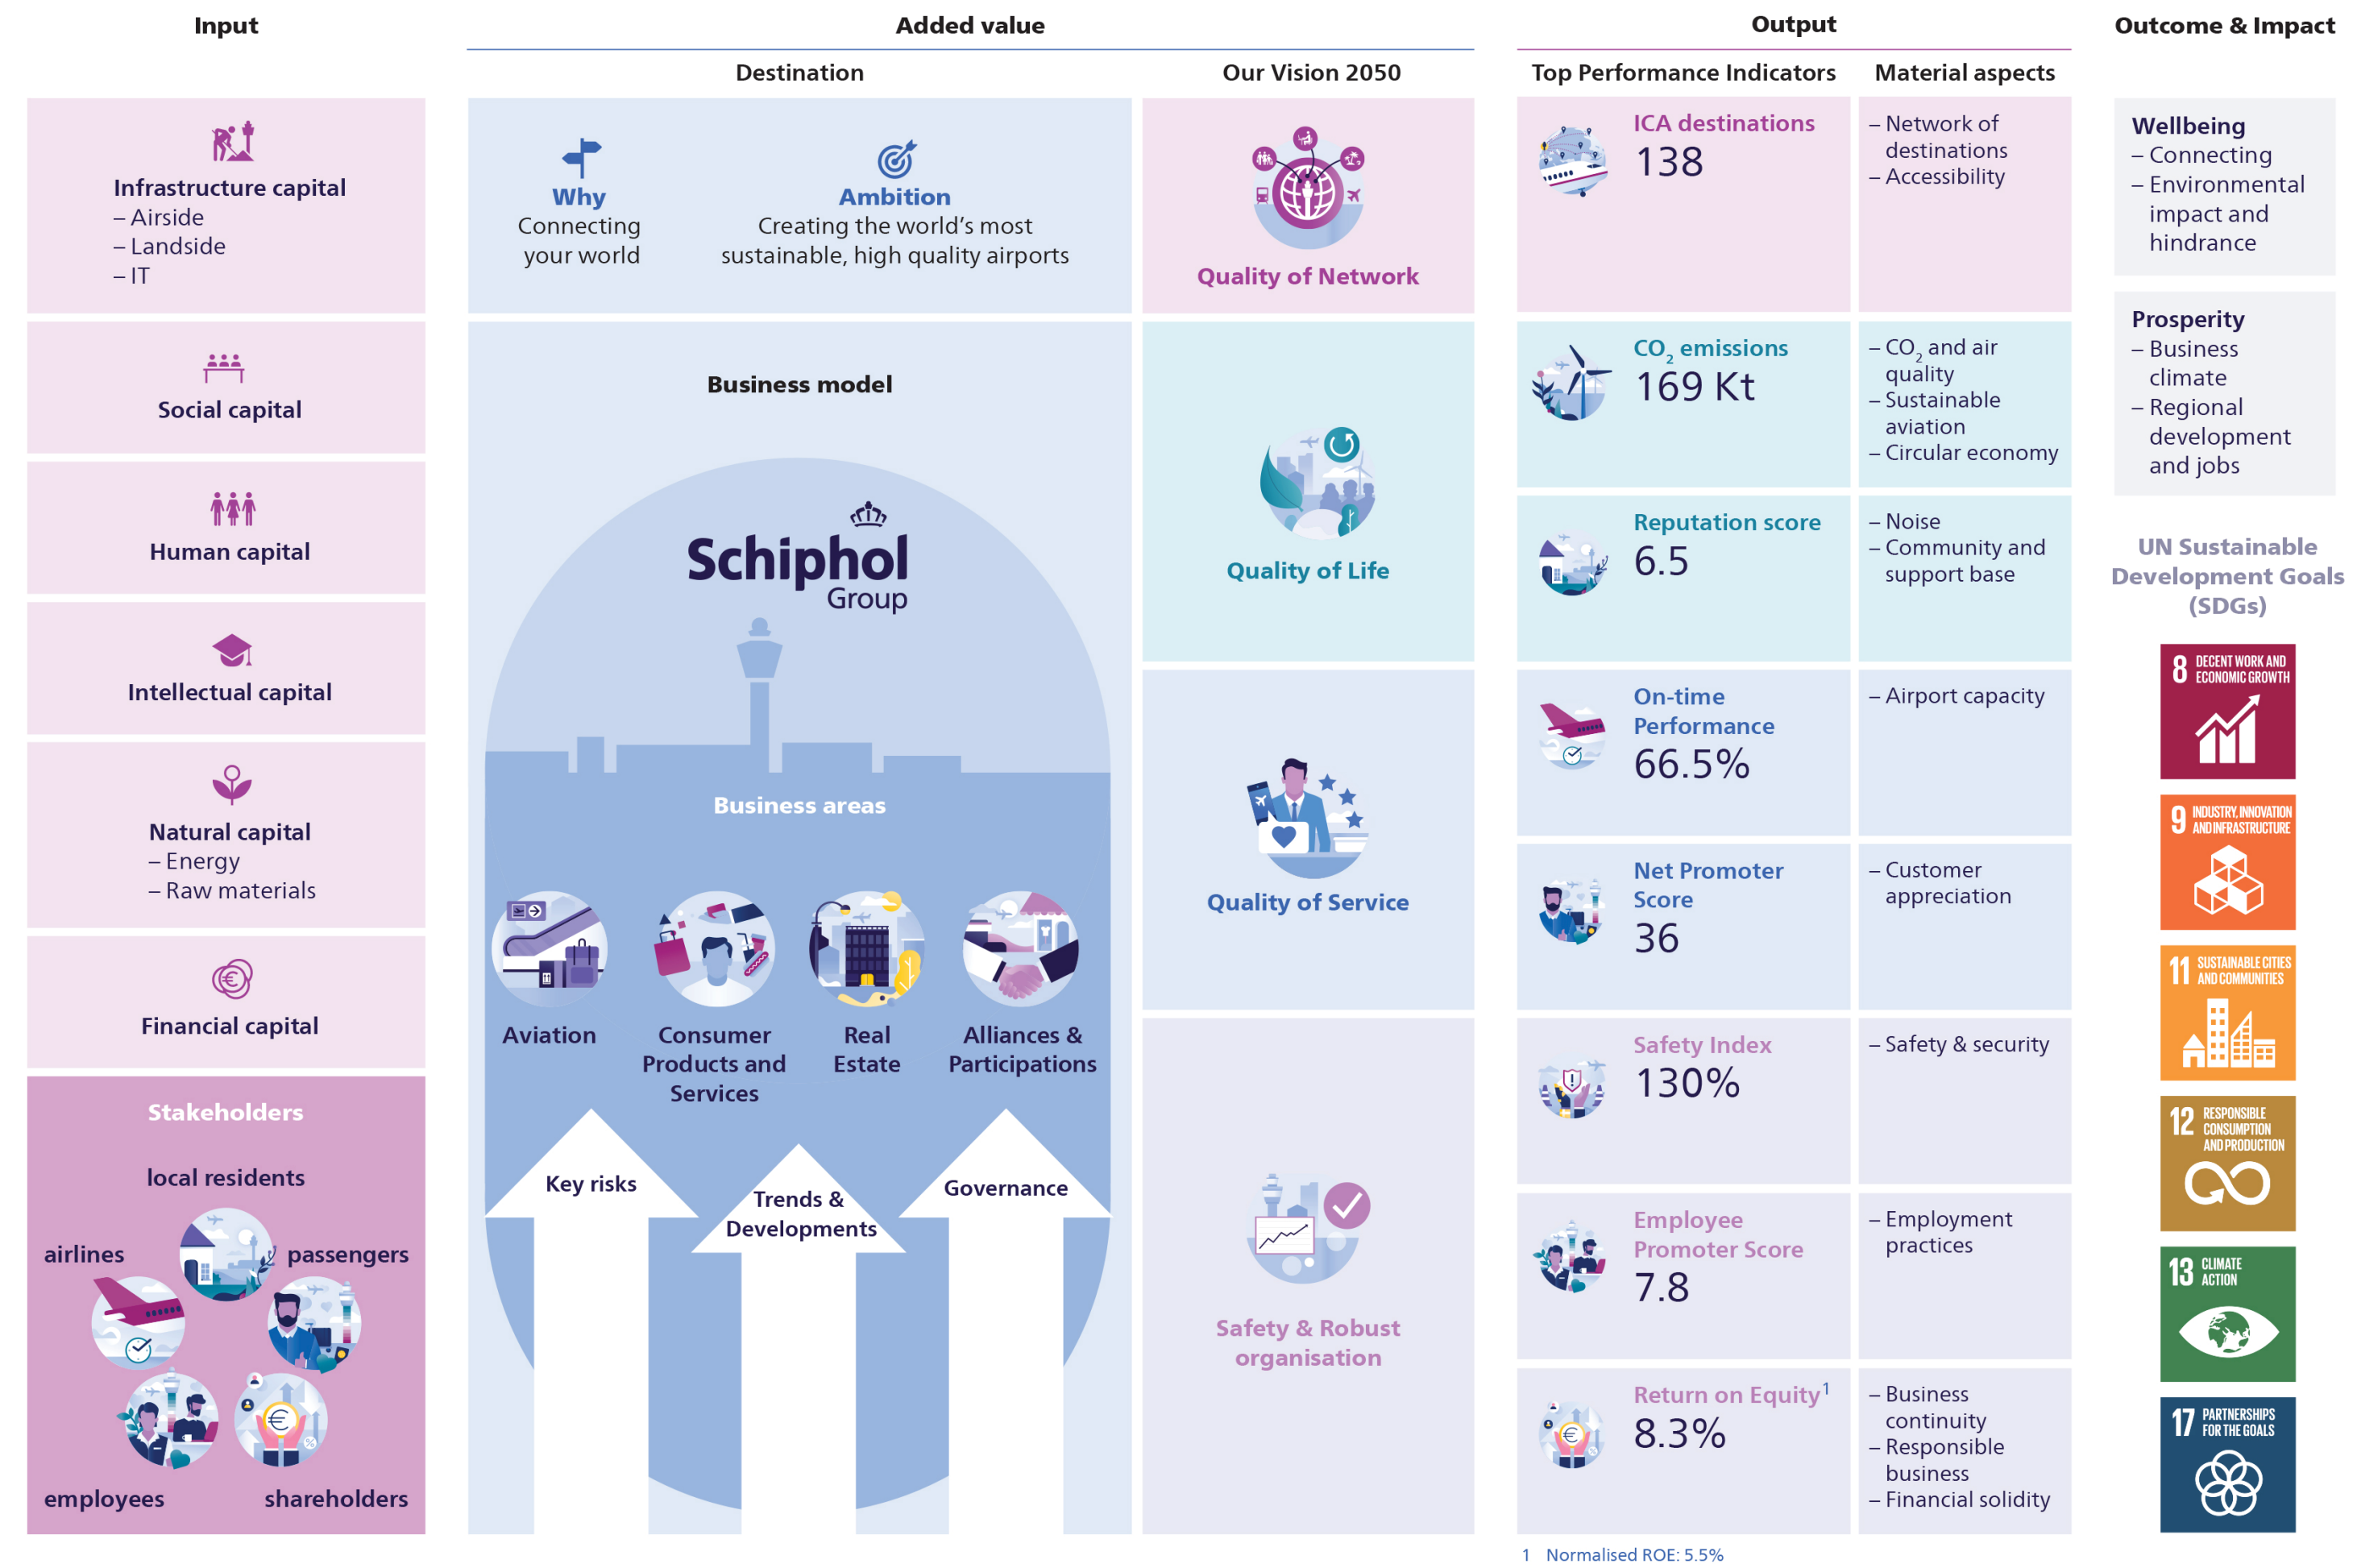 Input
Infrastructure capital
– Airside
– Landside
– IT
Social capital
Human capital
Intellectual capital
Natural capital
– Energy
– Raw materials
Financial capital
Stakeholders
local residents
airlines
passengers
employees
shareholders
Added value
Destination
Why
Connecting
your world
Ambition
Creating the world's most
sustainable, high quality airports
Business model
Schiphol
Group
Business areas
Aviation
Consumer
Products and
Services
Real
Estate
Alliances &
Participations
Key risks
Trends &
Developments
Governance
Our Vision 2050
Quality of Network
Quality of Life
Quality of Service
Safety & Robust
organisation
Output
Top Performance Indicators
Material aspects
ICA destinations
138
– Network of
destinations
– Accessibility
CO₂ emissions
169 Kt
– CO₂ and air
quality
– Sustainable
aviation
– Circular economy
Reputation score
6.5
– Noise
– Community and
support base
On-time
Performance
66.5%
– Airport capacity
Net Promoter
Score
36
– Customer
appreciation
Safety Index
130%
– Safety & security
Employee
Promoter Score
7.8
– Employment
practices
Return on Equity¹
8.3%
– Business
continuity
– Responsible
business
– Financial solidity
1 Normalised ROE: 5.5%
Outcome & Impact
Wellbeing
– Connecting
– Environmental
impact and
hindrance
Prosperity
– Business
climate
– Regional
development
and jobs
UN Sustainable
Development Goals
(SDGs)
8 DECENT WORK AND
ECONOMIC GROWTH
9 INDUSTRY, INNOVATION
AND INFRASTRUCTURE
11 SUSTAINABLE CITIES
AND COMMUNITIES
12 RESPONSIBLE
CONSUMPTION
AND PRODUCTION
13 CLIMATE
ACTION
17 PARTNERSHIPS
FOR THE GOALS